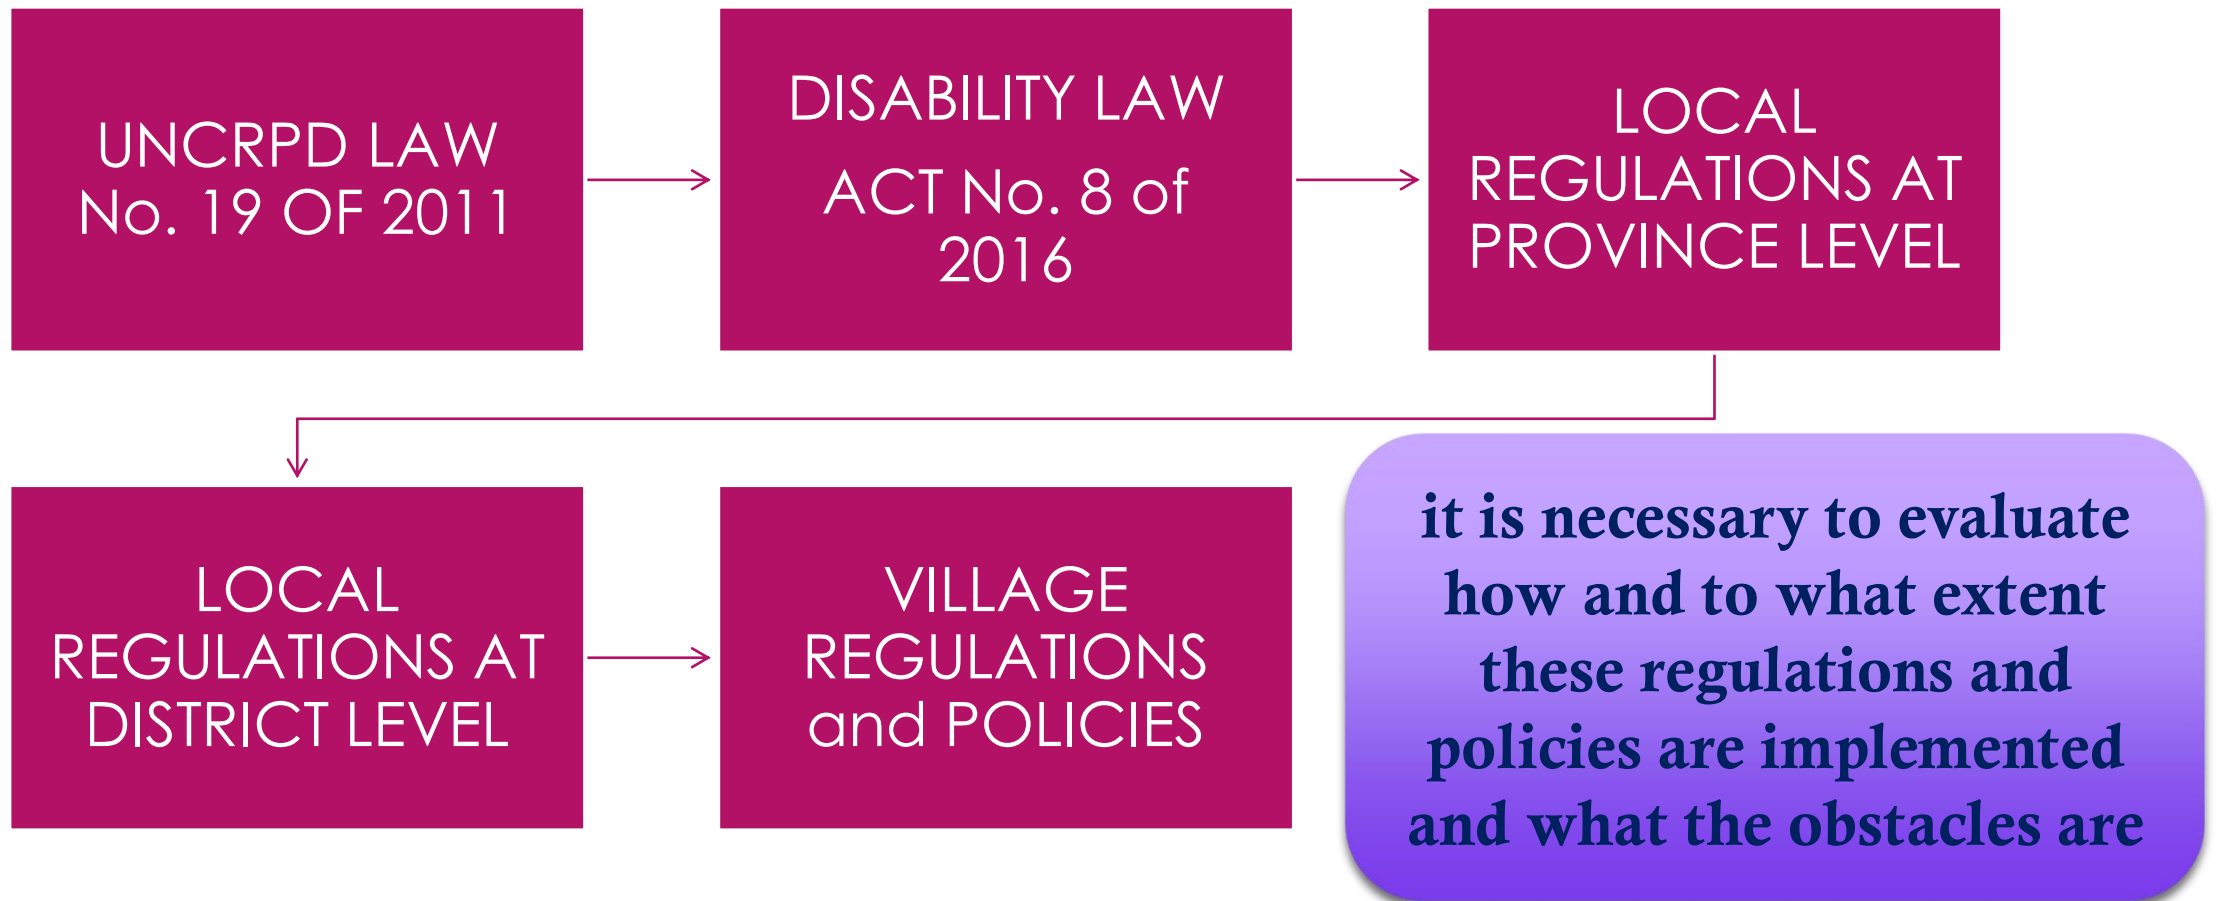 UNCRPD LAW
No. 19 OF 2011
DISABILITY LAW
ACT No. 8 of
2016
LOCAL
REGULATIONS AT
PROVINCE LEVEL
LOCAL
REGULATIONS AT
DISTRICT LEVEL
VILLAGE
REGULATIONS
and POLICIES
it is necessary to evaluate
how and to what extent
these regulations and
policies are implemented
and what the obstacles are